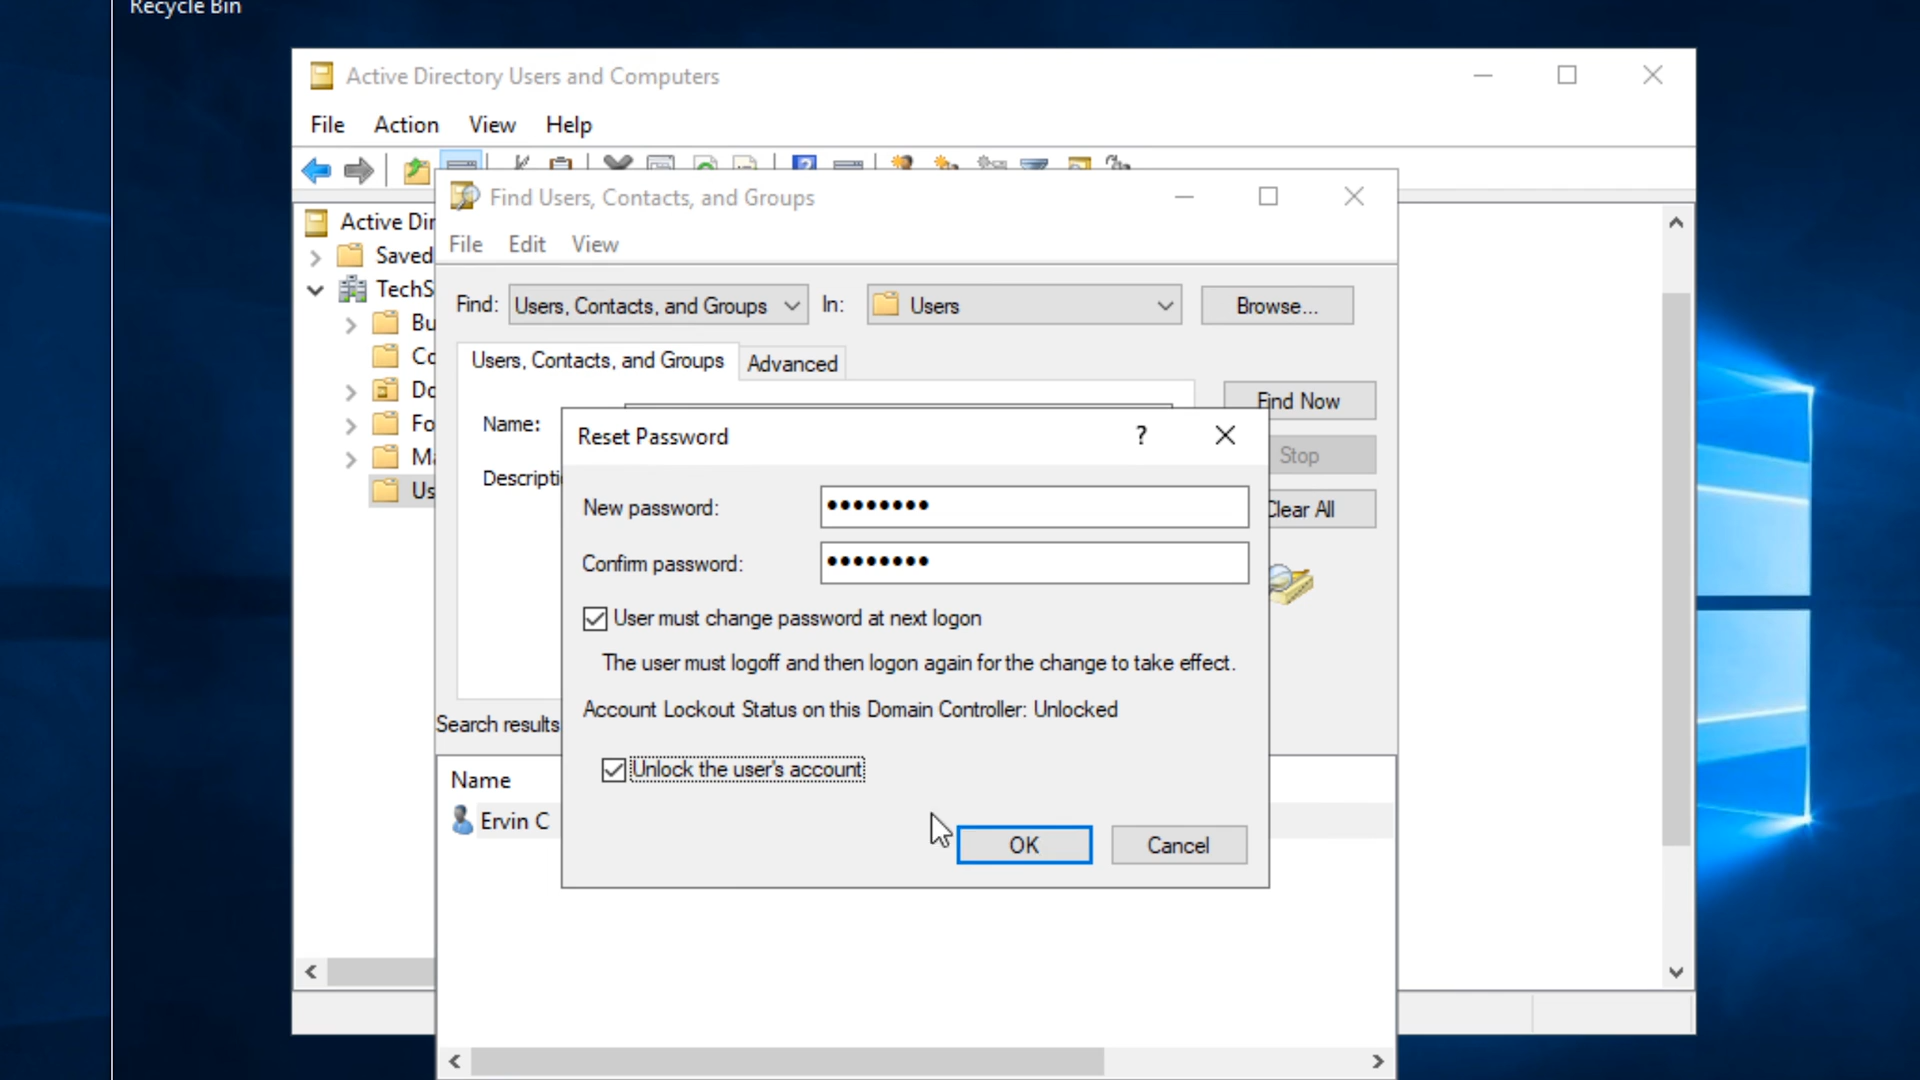 Recycle Bin
Active Directory Users and Computers
File Action View Help
Active Dir
Saved
TechS
Bu
Co
Do
Fo
Ma
Us
Find Users, Contacts, and Groups
File Edit View
Find: Users, Contacts, and Groups In: Users Browse...
Users, Contacts, and Groups Advanced
Name:
Descripti
Find Now
Stop
Clear All
Reset Password ?
New password: ••••••••
Confirm password: ••••••••
User must change password at next logon
The user must logoff and then logon again for the change to take effect.
Account Lockout Status on this Domain Controller: Unlocked
Unlock the user's account
OK Cancel
Search results
Name
Ervin C